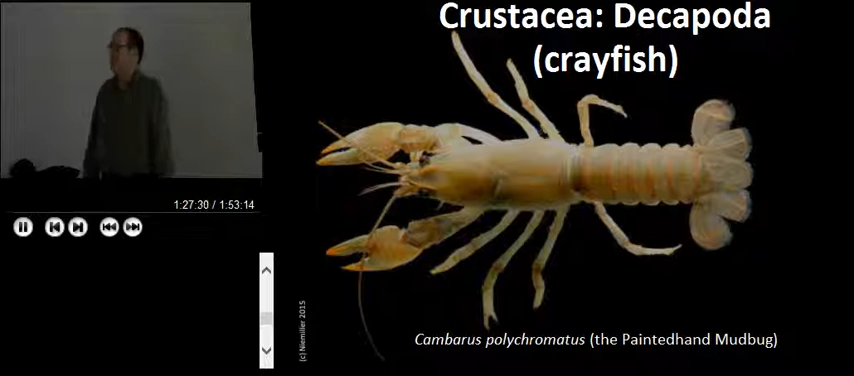 Crustacea: Decapoda
(crayfish)
1:27:30 / 1:53:14
(c) Niemiller 2015
Cambarus polychromatus (the Paintedhand Mudbug)